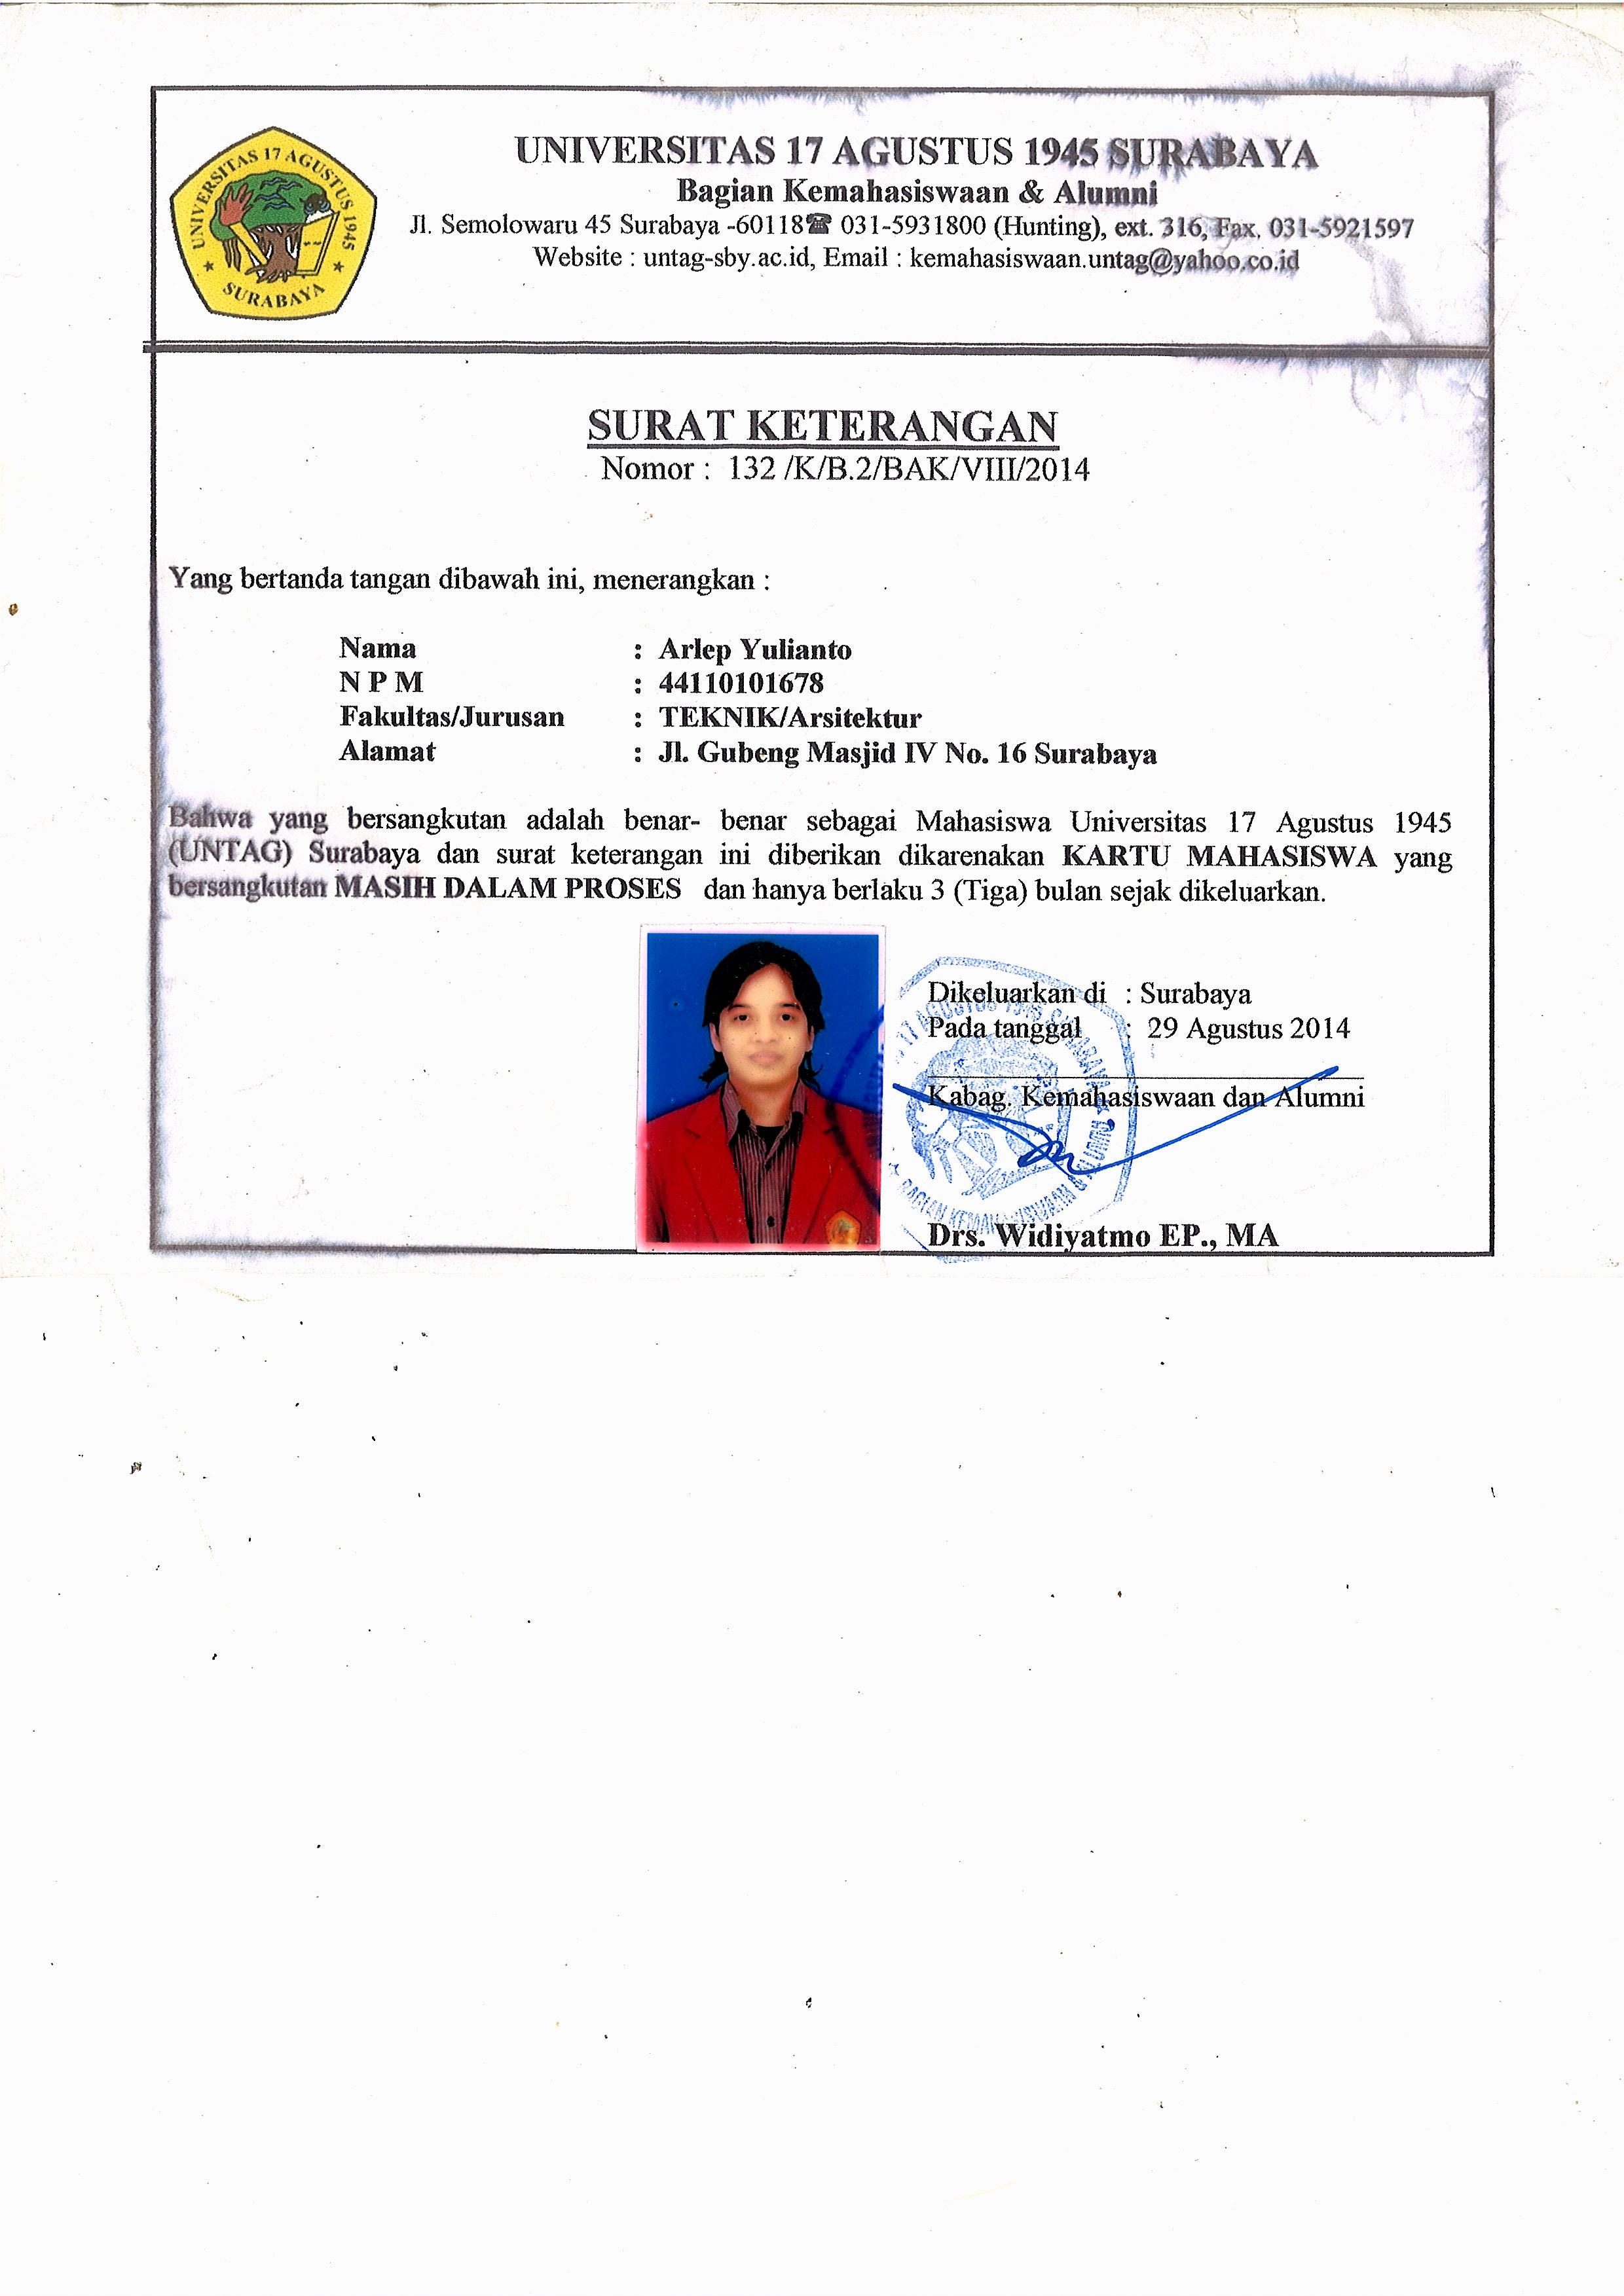 UNIVERSITAS 17 AGUSTUS 1945
SURABAYA
UNIVERSITAS 17 AGUSTUS 1945 SURABAYA
Bagian Kemahasiswaan & Alumni
Jl. Semolowaru 45 Surabaya -60118☎ 031-5931800 (Hunting), ext. 316, Fax. 031-5921597
Website : untag-sby.ac.id, Email : kemahasiswaan.untag@yahoo.co.id
SURAT KETERANGAN
Nomor : 132 /K/B.2/BAK/VIII/2014
Yang bertanda tangan dibawah ini, menerangkan :
Nama : Arlep Yulianto
N P M : 44110101678
Fakultas/Jurusan : TEKNIK/Arsitektur
Alamat : Jl. Gubeng Masjid IV No. 16 Surabaya
Bahwa yang bersangkutan adalah benar- benar sebagai Mahasiswa Universitas 17 Agustus 1945
(UNTAG) Surabaya dan surat keterangan ini diberikan dikarenakan KARTU MAHASISWA yang
bersangkutan MASIH DALAM PROSES dan hanya berlaku 3 (Tiga) bulan sejak dikeluarkan.
Dikeluarkan di : Surabaya
Pada tanggal : 29 Agustus 2014
Kabag. Kemahasiswaan dan Alumni
17 AGUSTUS 1945 SURABAYA
BAGIAN KEMAHASISWAAN & ALUMNI
Drs. Widiyatmo EP., MA